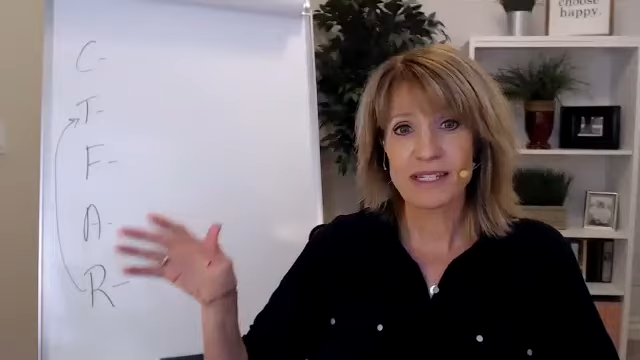 C-
T-
F-
A-
R-
choose
happy.